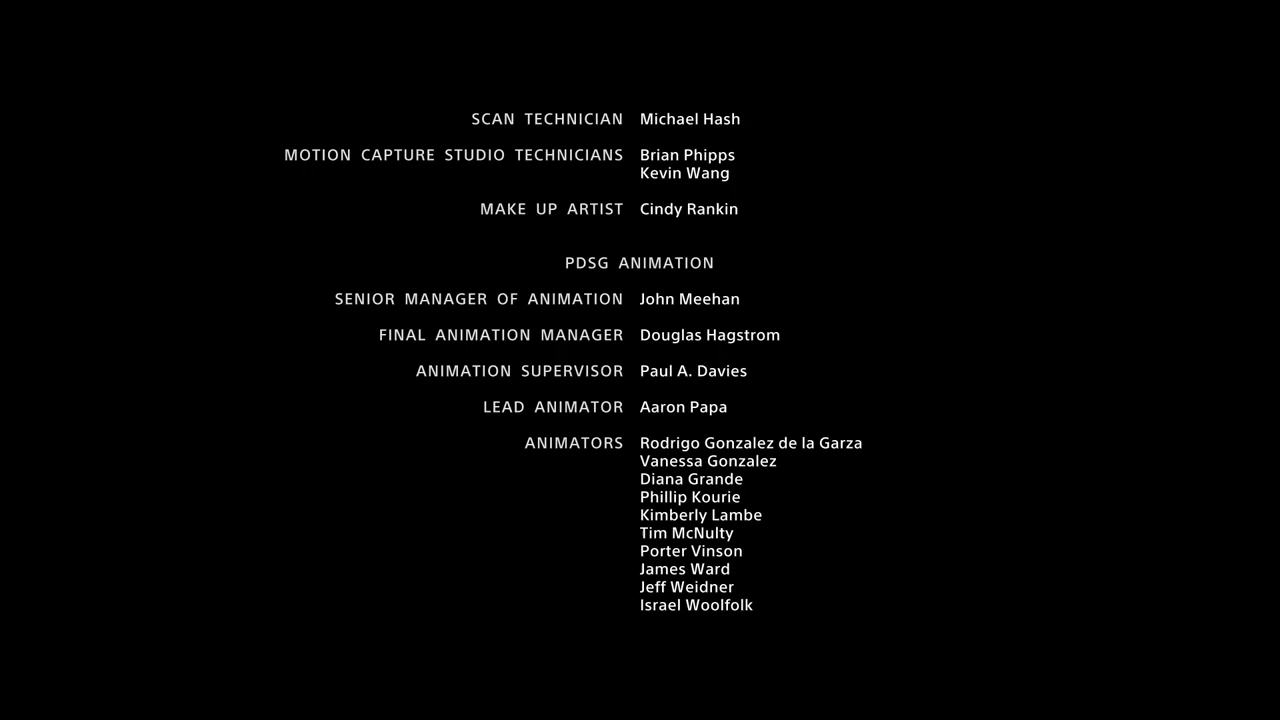 SCAN TECHNICIAN Michael Hash
MOTION CAPTURE STUDIO TECHNICIANS Brian Phipps
Kevin Wang
MAKE UP ARTIST Cindy Rankin
PDSG ANIMATION
SENIOR MANAGER OF ANIMATION John Meehan
FINAL ANIMATION MANAGER Douglas Hagstrom
ANIMATION SUPERVISOR Paul A. Davies
LEAD ANIMATOR Aaron Papa
ANIMATORS Rodrigo Gonzalez de la Garza
Vanessa Gonzalez
Diana Grande
Phillip Kourie
Kimberly Lambe
Tim McNulty
Porter Vinson
James Ward
Jeff Weidner
Israel Woolfolk